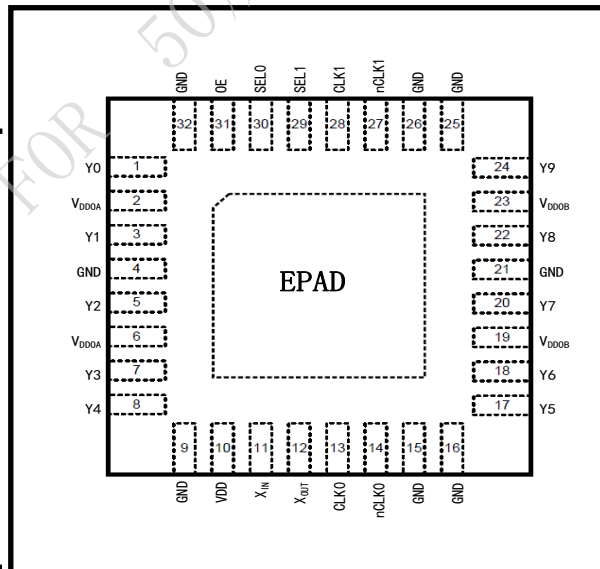 FOR 50
GND OE SEL0 SEL1 CLK1 nCLK1 GND GND
32 31 30 29 28 27 26 25
Y0 1 24 Y9
VDDOA 2 23 VDDOB
Y1 3 22 Y8
GND 4 21 GND
EPAD
Y2 5 20 Y7
VDDOA 6 19 VDDOB
Y3 7 18 Y6
Y4 8 17 Y5
9 10 11 12 13 14 15 16
GND VDD XIN XOUT CLK0 nCLK0 GND GND